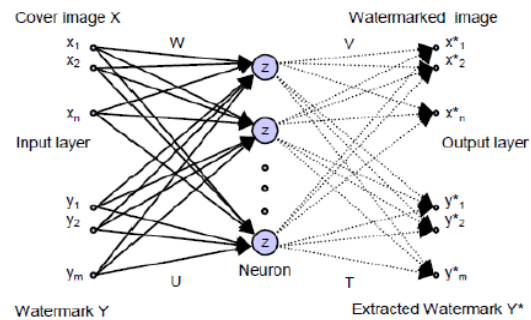 Cover image X
Watermarked image
W
V
x1
x2
xn
z
x*1
x*2
x*n
Input layer
z
Output layer
y1
y2
ym
z
y*1
y*2
y*m
Neuron
U
T
Watermark Y
Extracted Watermark Y*